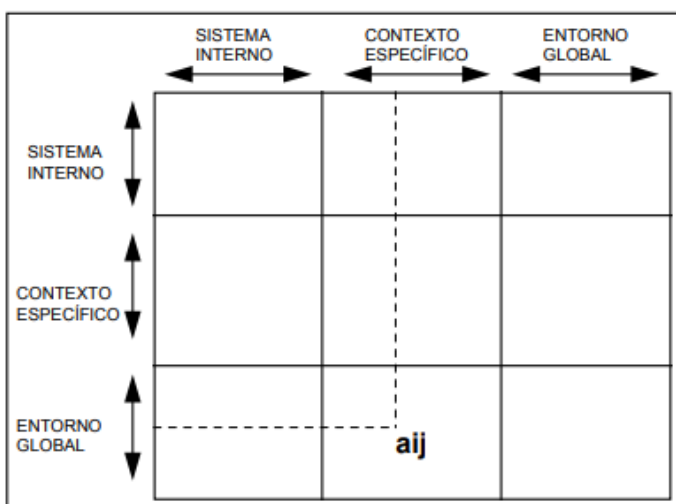 SISTEMA
INTERNO
CONTEXTO
ESPECÍFICO
ENTORNO
GLOBAL
SISTEMA
INTERNO
CONTEXTO
ESPECÍFICO
ENTORNO
GLOBAL
aij